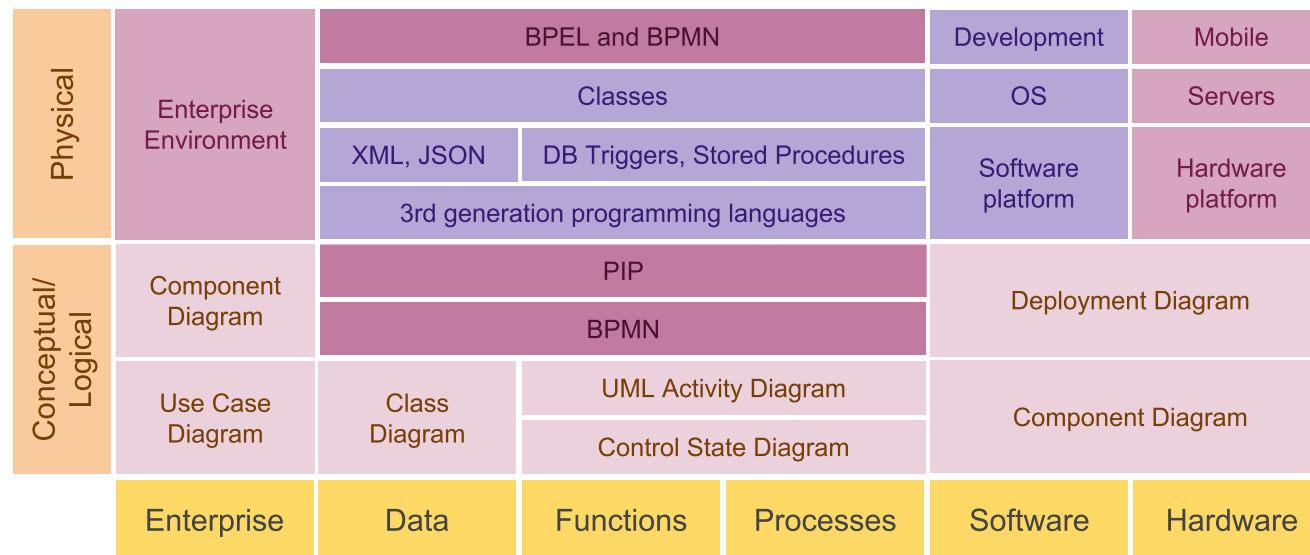 Physical
Enterprise
Environment
BPEL and BPMN
Development
Mobile
Classes
OS
Servers
XML, JSON
DB Triggers, Stored Procedures
Software
platform
Hardware
platform
3rd generation programming languages
Conceptual/
Logical
Component
Diagram
PIP
Deployment Diagram
BPMN
Use Case
Diagram
Class
Diagram
UML Activity Diagram
Component Diagram
Control State Diagram
Enterprise
Data
Functions
Processes
Software
Hardware